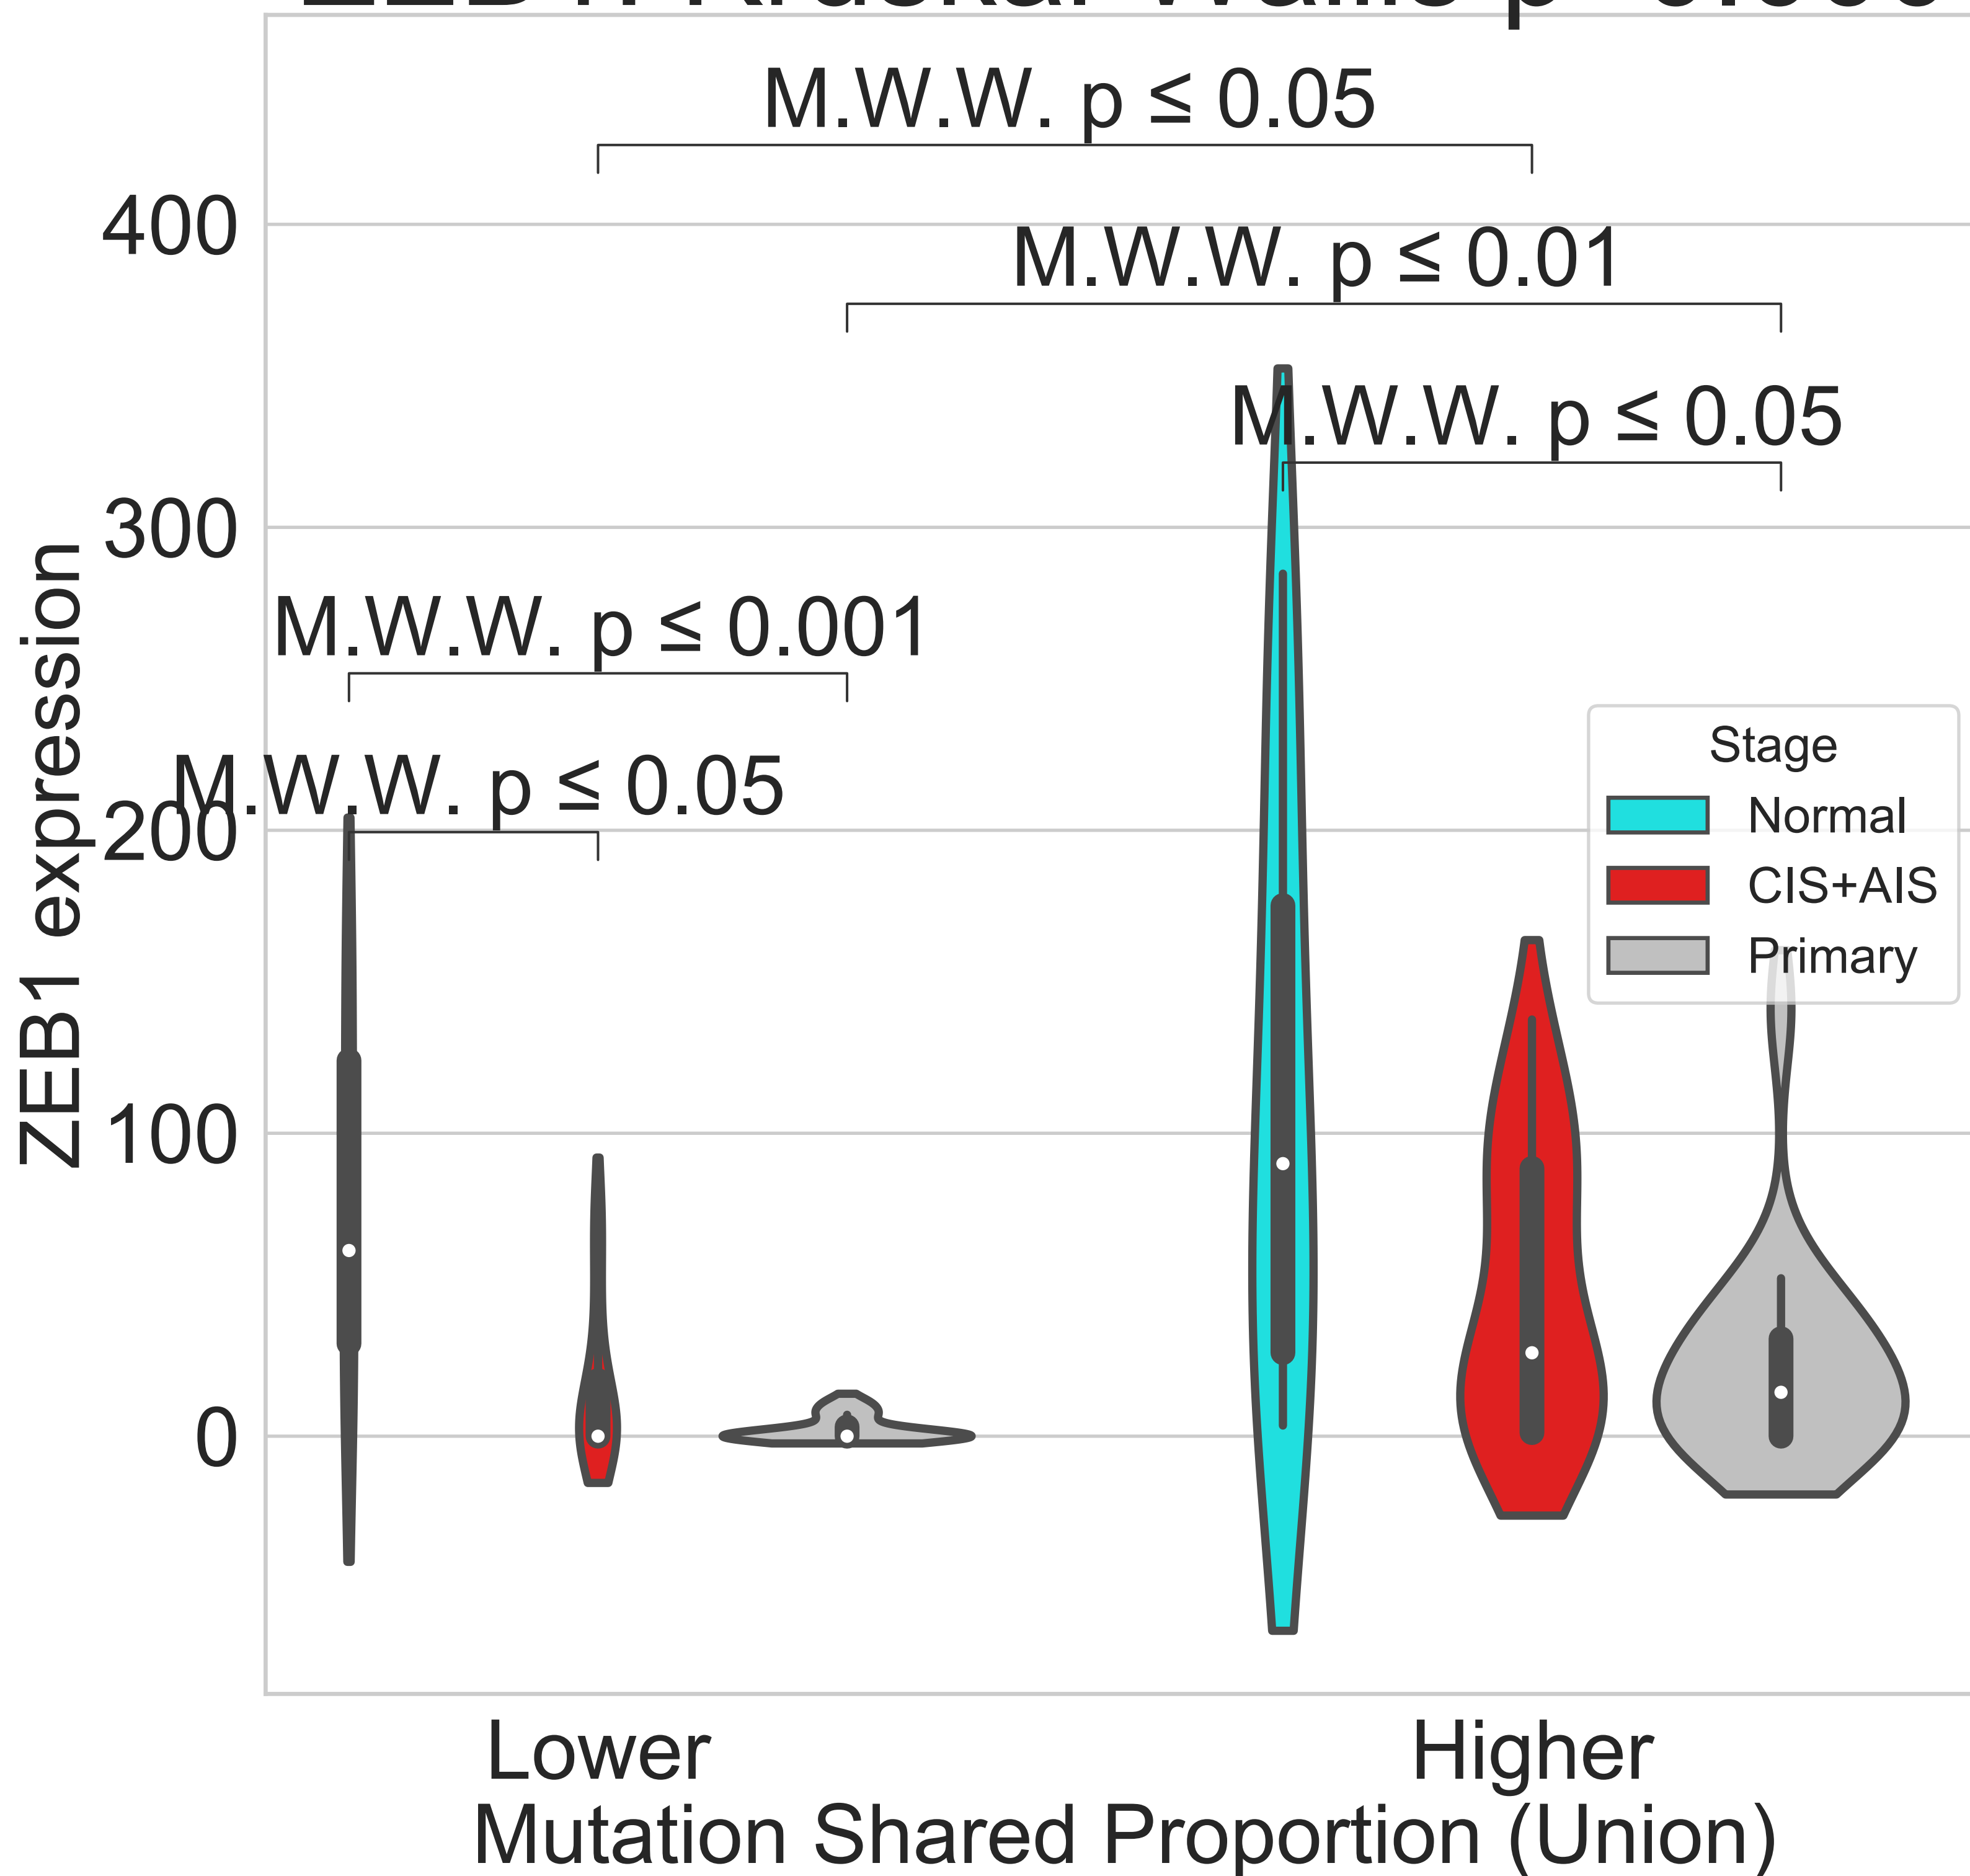 M.W.W. p ≤ 0.05
400
M.W.W. p ≤ 0.01
M.W.W. p ≤ 0.05
300
M.W.W. p ≤ 0.001
Stage
Normal
CIS+AIS
Primary
M.W.W. p ≤ 0.05
200
100
0
ZEB1 expression
Lower
Higher
Mutation Shared Proportion (Union)